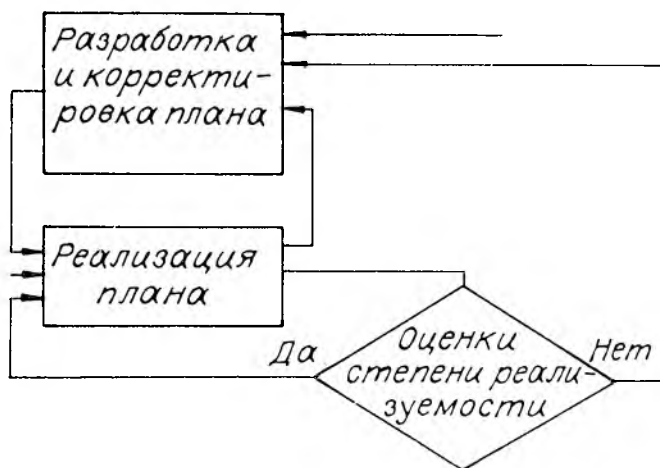 Разработка
и корректи-
ровка плана
Реализация
плана
Да
Оценки
степени реали-
зуемости
Нет